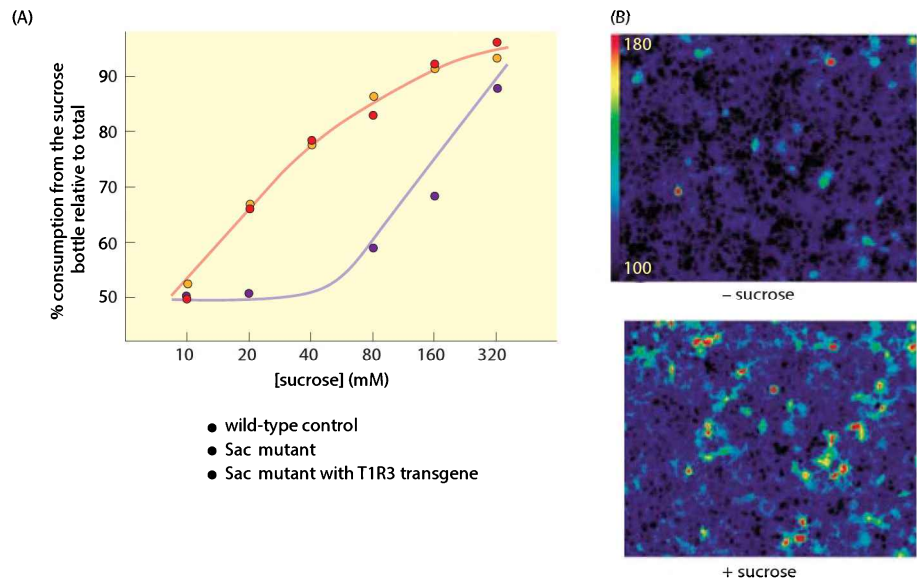 (A)
% consumption from the sucrose
bottle relative to total
90
80
70
60
50
10 20 40 80 160 320
[sucrose] (mM)
wild-type control
Sac mutant
Sac mutant with T1R3 transgene
(B)
180
100
– sucrose
+ sucrose